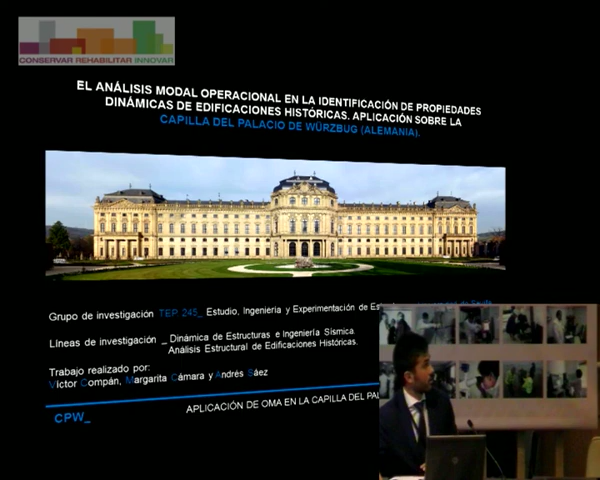 CONSERVAR REHABILITAR INNOVAR
EL ANÁLISIS MODAL OPERACIONAL EN LA IDENTIFICACIÓN DE PROPIEDADES
DINÁMICAS DE EDIFICACIONES HISTÓRICAS. APLICACIÓN SOBRE LA
CAPILLA DEL PALACIO DE WÜRZBUG (ALEMANIA).
Grupo de investigación TEP 245_ Estudio, Ingeniería y Experimentación de
Líneas de investigación _ Dinámica de Estructuras e Ingeniería Sísmica.
Análisis Estructural de Edificaciones Históricas.
Trabajo realizado por:
Víctor Compán, Margarita Cámara y Andrés Sáez
CPW_
APLICACIÓN DE OMA EN LA CAPILLA DEL